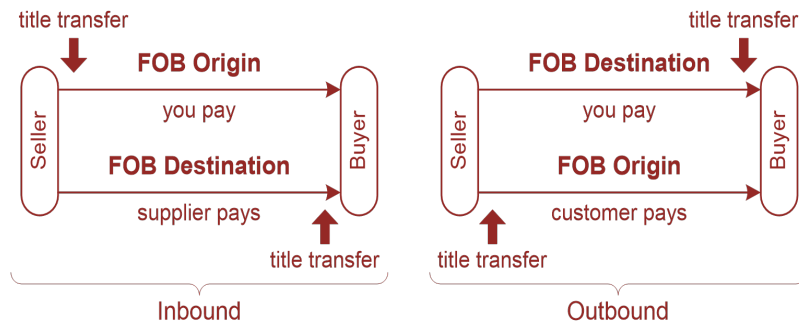 title transfer
FOB Origin
you pay
Seller
Buyer
FOB Destination
supplier pays
title transfer
Inbound
title transfer
FOB Destination
you pay
Seller
Buyer
FOB Origin
customer pays
title transfer
Outbound